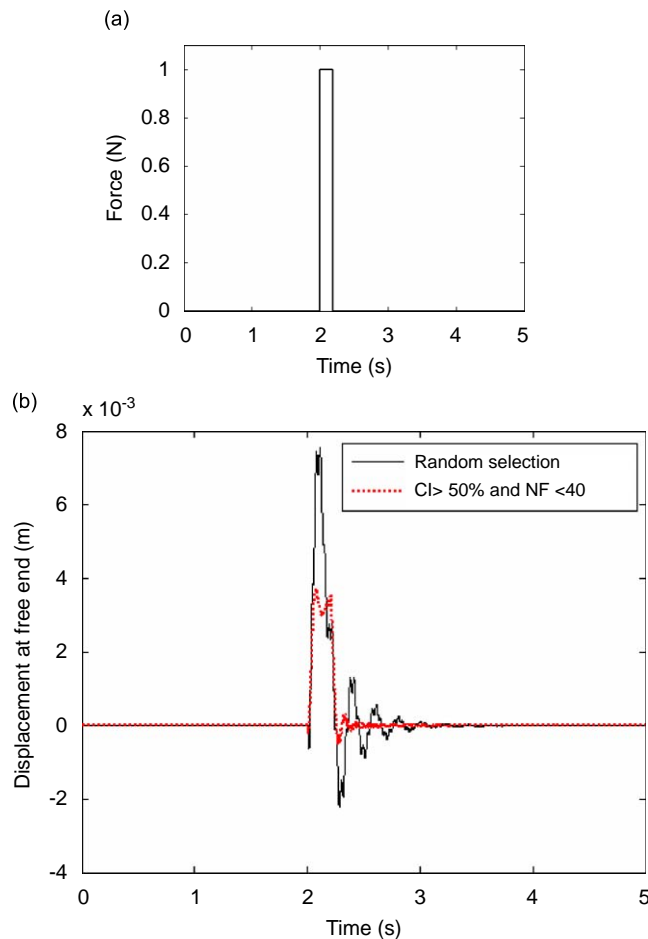 (a)
Force (N)
1
0.8
0.6
0.4
0.2
0
0 1 2 3 4 5
Time (s)
(b)
x 10-3
Displacement at free end (m)
8
6
4
2
0
-2
-4
Random selection
CI> 50% and NF <40
0 1 2 3 4 5
Time (s)